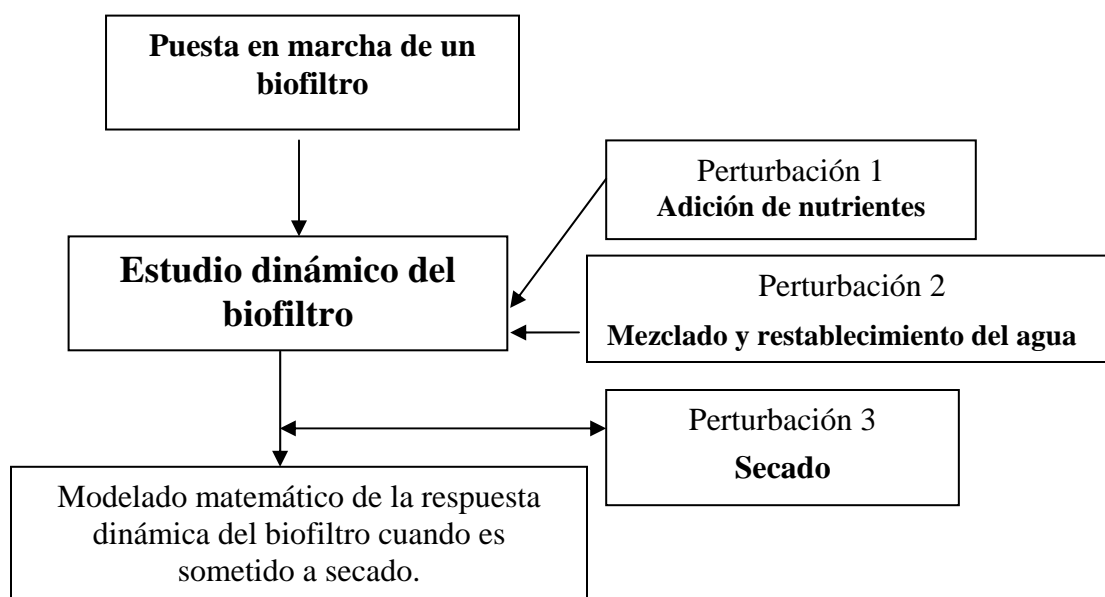 Puesta en marcha de un
biofiltro
Perturbación 1
Adición de nutrientes
Estudio dinámico del
biofiltro
Perturbación 2
Mezclado y restablecimiento del agua
Perturbación 3
Secado
Modelado matemático de la respuesta
dinámica del biofiltro cuando es
sometido a secado.